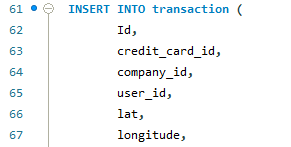 61 INSERT INTO transaction (
62 Id,
63 credit_card_id,
64 company_id,
65 user_id,
66 lat,
67 longitude,